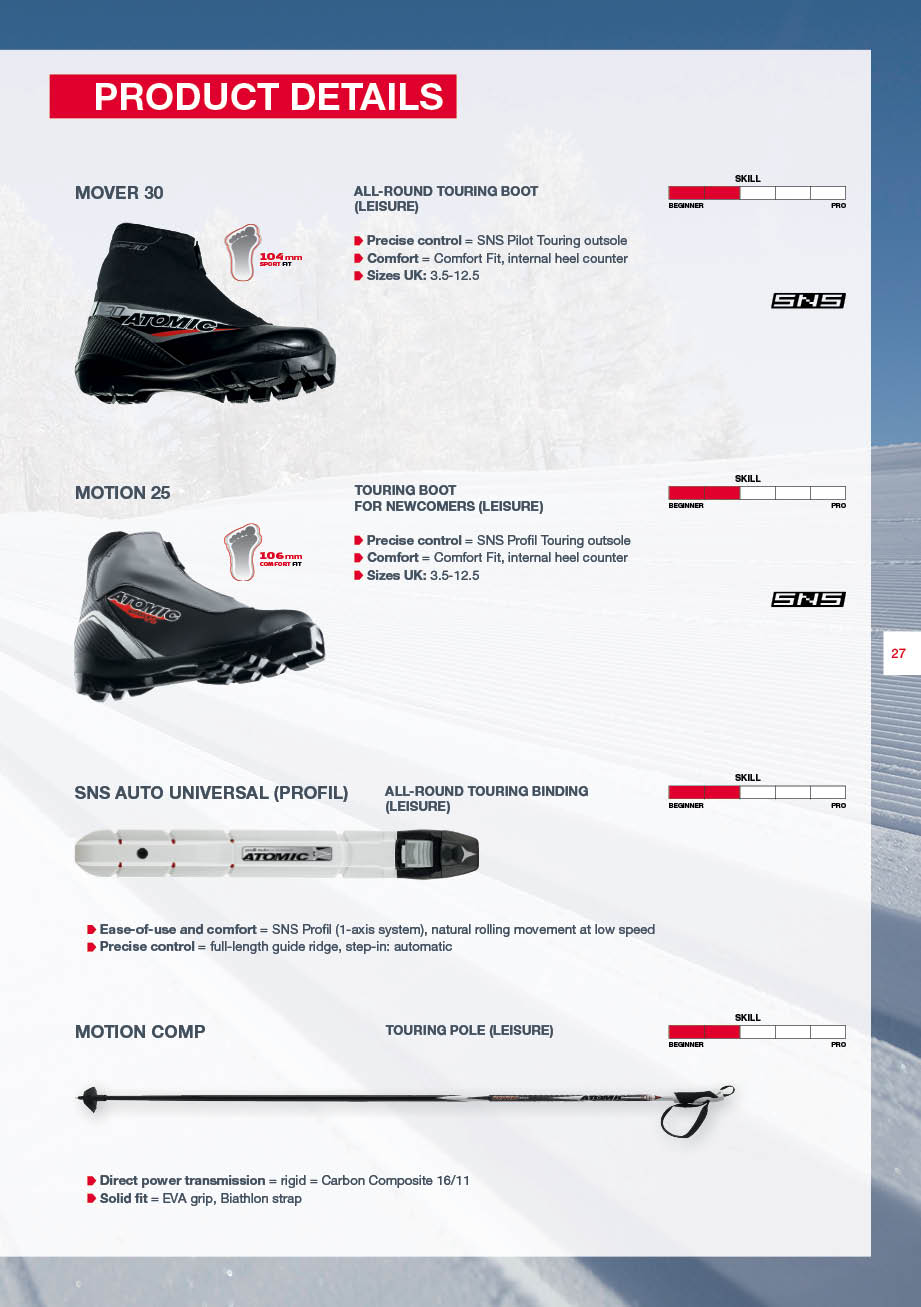 PRODUCT DETAILS
MOVER 30
ALL-ROUND TOURING BOOT
(LEISURE)
SKILL
BEGINNER PRO
104 mm
SPORT FIT
Precise control = SNS Pilot Touring outsole
Comfort = Comfort Fit, internal heel counter
Sizes UK: 3.5-12.5
SNS
ATOMIC
MOTION 25
TOURING BOOT
FOR NEWCOMERS (LEISURE)
SKILL
BEGINNER PRO
106 mm
COMFORT FIT
Precise control = SNS Profil Touring outsole
Comfort = Comfort Fit, internal heel counter
Sizes UK: 3.5-12.5
SNS
ATOMIC
27
SNS AUTO UNIVERSAL (PROFIL)
ALL-ROUND TOURING BINDING
(LEISURE)
SKILL
BEGINNER PRO
ATOMIC
Ease-of-use and comfort = SNS Profil (1-axis system), natural rolling movement at low speed
Precise control = full-length guide ridge, step-in: automatic
MOTION COMP
TOURING POLE (LEISURE)
SKILL
BEGINNER PRO
ATOMIC
Direct power transmission = rigid = Carbon Composite 16/11
Solid fit = EVA grip, Biathlon strap